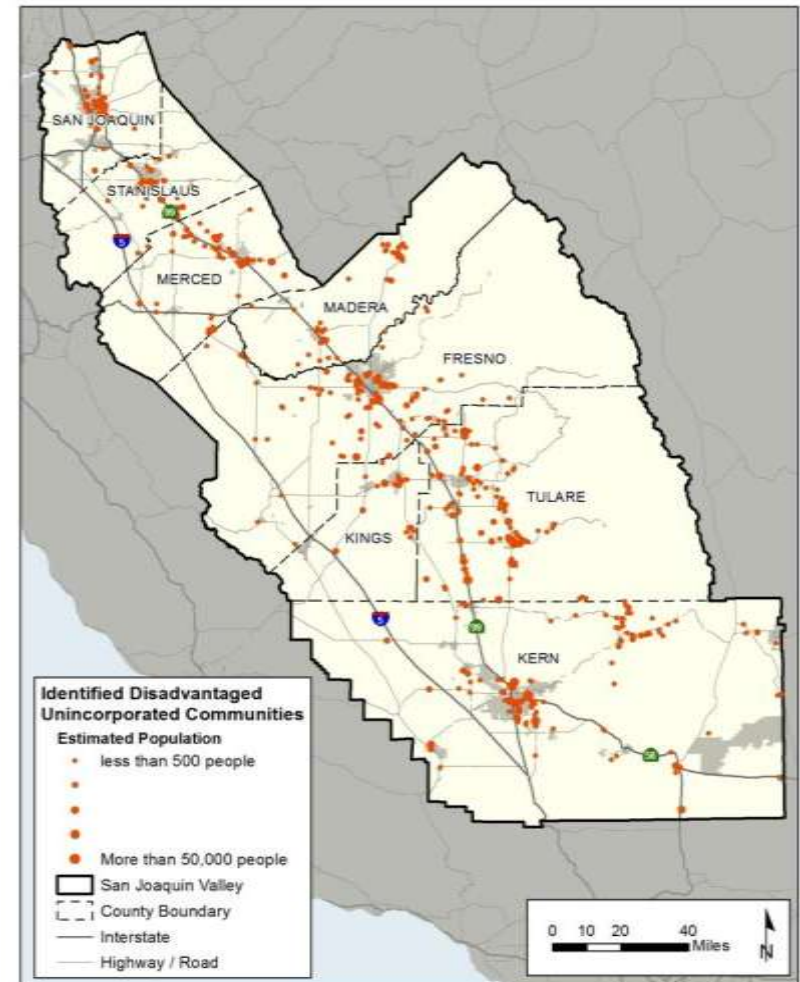 SAN JOAQUIN
STANISLAUS
99
5
MERCED
MADERA
FRESNO
TULARE
KINGS
5
99
KERN
58
Identified Disadvantaged
Unincorporated Communities
Estimated Population
less than 500 people
More than 50,000 people
San Joaquin Valley
County Boundary
Interstate
Highway / Road
0 10 20 40
Miles
N